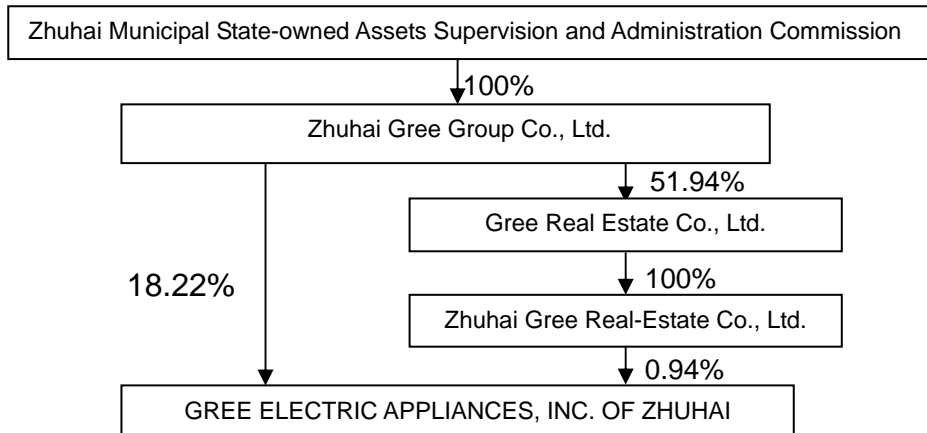 Zhuhai Municipal State-owned Assets Supervision and Administration Commission
100%
Zhuhai Gree Group Co., Ltd.
51.94%
Gree Real Estate Co., Ltd.
18.22%
100%
Zhuhai Gree Real-Estate Co., Ltd.
0.94%
GREE ELECTRIC APPLIANCES, INC. OF ZHUHAI